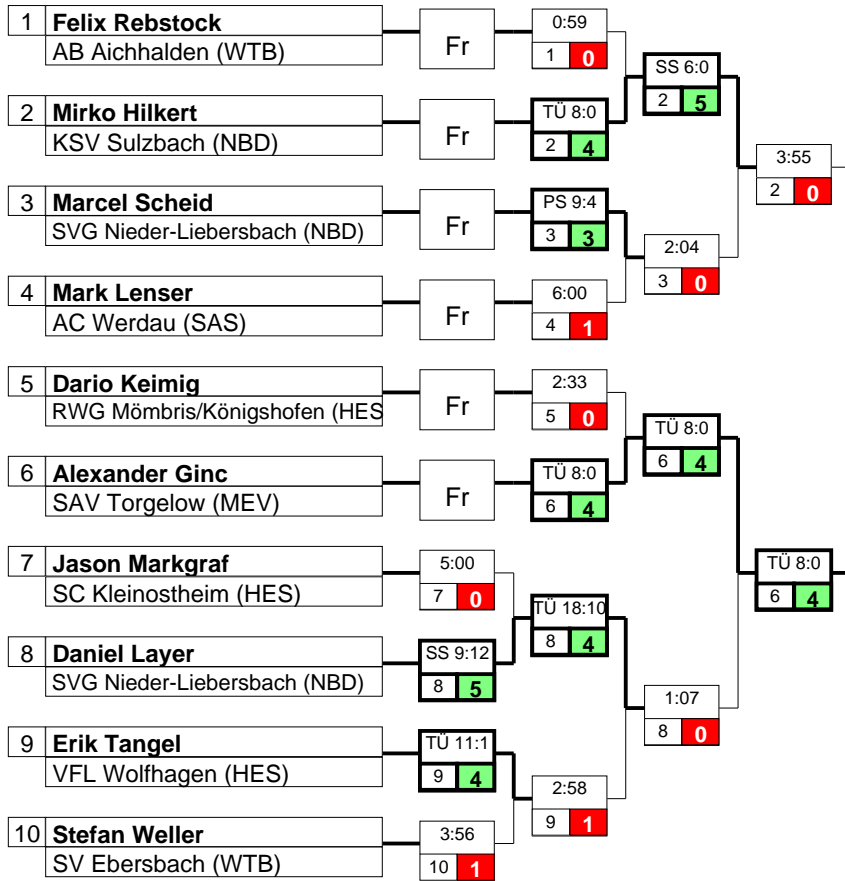 1 Felix Rebstock
AB Aichhalden (WTB)
Fr
0:59
1 0
SS 6:0
2 5
2 Mirko Hilkert
KSV Sulzbach (NBD)
Fr
TÜ 8:0
2 4
3:55
2 0
3 Marcel Scheid
SVG Nieder-Liebersbach (NBD)
Fr
PS 9:4
3 3
2:04
3 0
4 Mark Lenser
AC Werdau (SAS)
Fr
6:00
4 1
5 Dario Keimig
RWG Mömbris/Königshofen (HES
Fr
2:33
5 0
TÜ 8:0
6 4
6 Alexander Ginc
SAV Torgelow (MEV)
Fr
TÜ 8:0
6 4
7 Jason Markgraf
SC Kleinostheim (HES)
5:00
7 0
TÜ 18:10
8 4
TÜ 8:0
6 4
8 Daniel Layer
SVG Nieder-Liebersbach (NBD)
SS 9:12
8 5
1:07
8 0
9 Erik Tangel
VFL Wolfhagen (HES)
TÜ 11:1
9 4
2:58
9 1
10 Stefan Weller
SV Ebersbach (WTB)
3:56
10 1